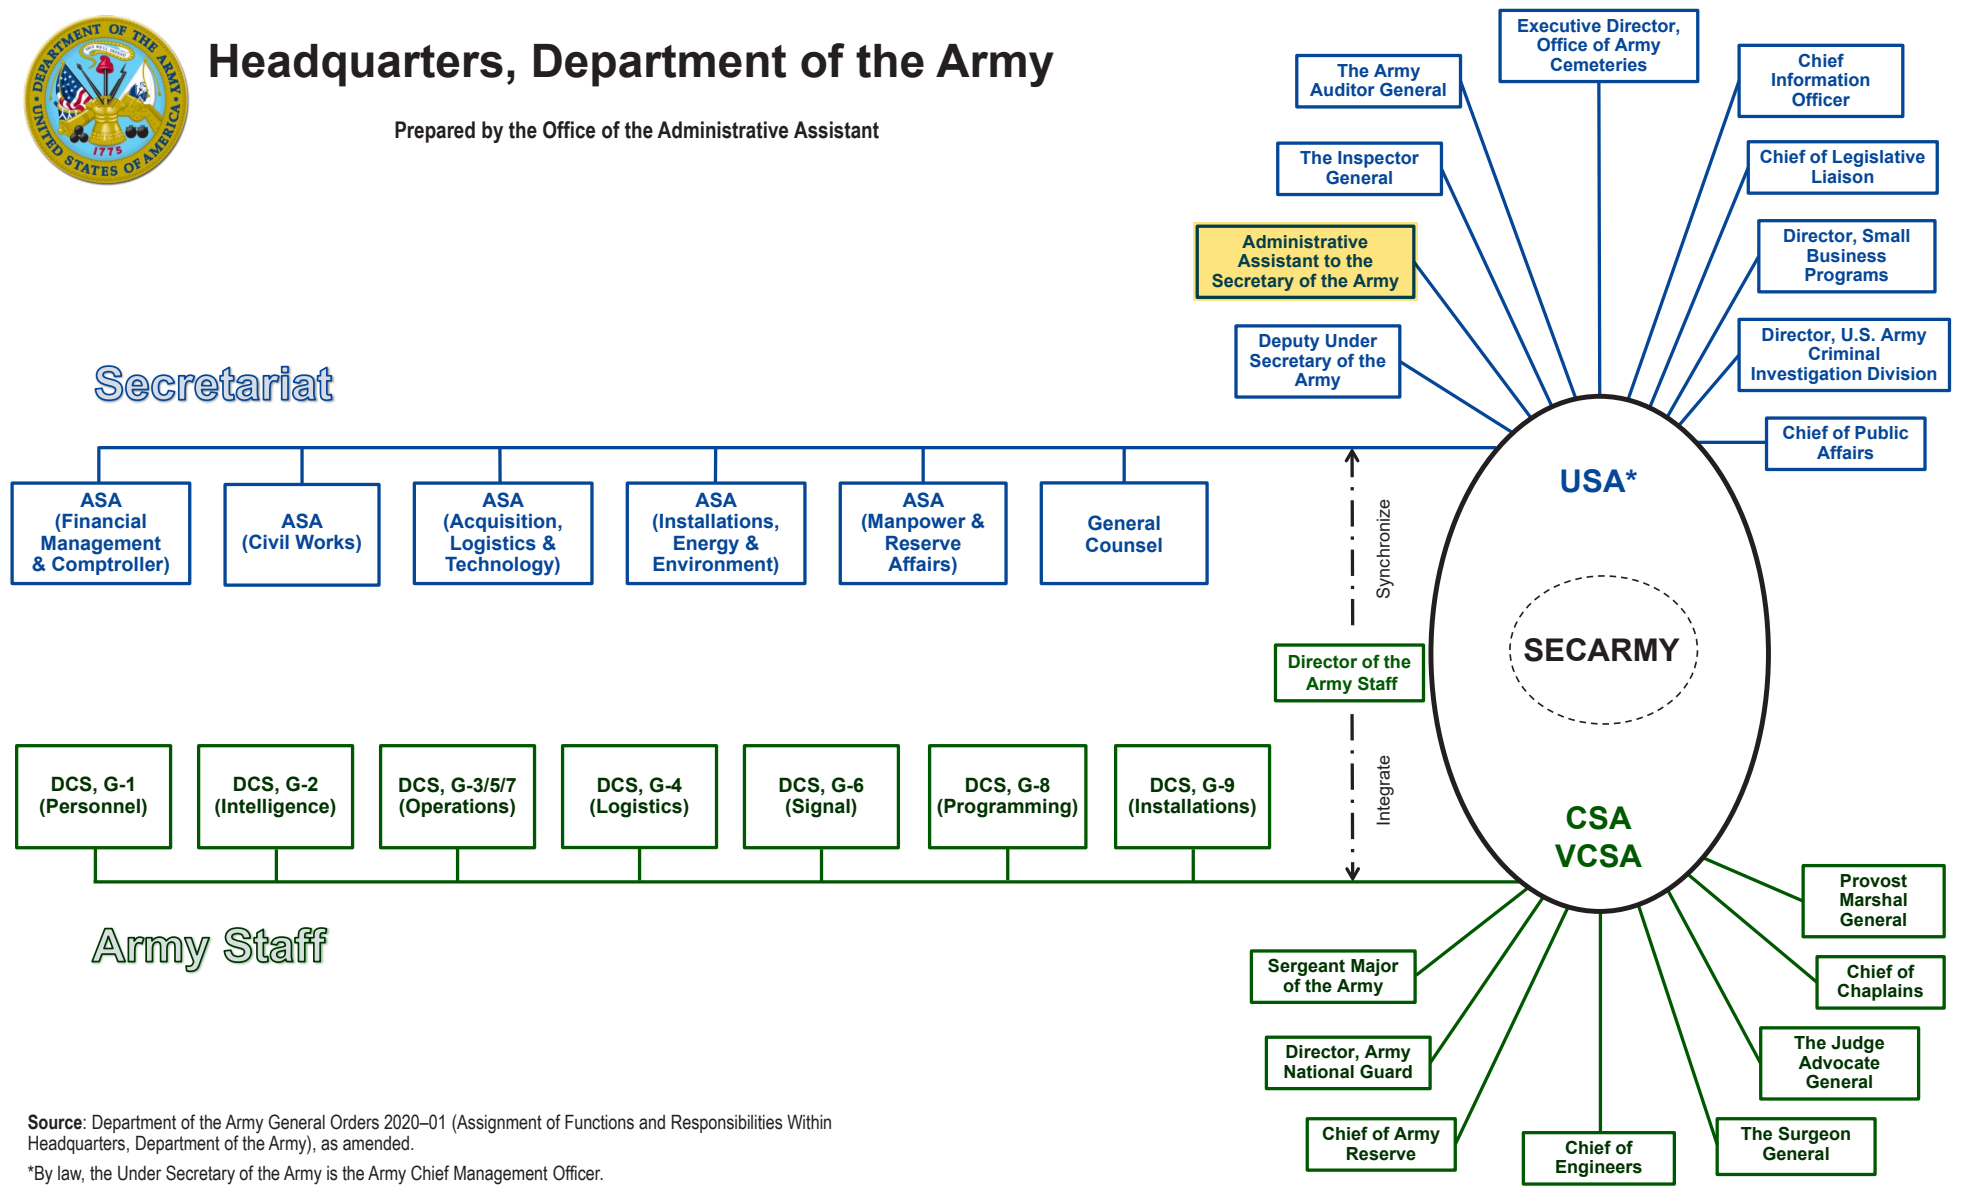 DEPARTMENT OF THE ARMY
UNITED STATES OF AMERICA
1775
Headquarters, Department of the Army
Prepared by the Office of the Administrative Assistant
Executive Director,
Office of Army
Cemeteries
The Army
Auditor General
Chief
Information
Officer
The Inspector
General
Chief of Legislative
Liaison
Administrative
Assistant to the
Secretary of the Army
Director, Small
Business
Programs
Deputy Under
Secretary of the
Army
Director, U.S. Army
Criminal
Investigation Division
Chief of Public
Affairs
Secretariat
ASA
(Financial
Management
& Comptroller)
ASA
(Civil Works)
ASA
(Acquisition,
Logistics &
Technology)
ASA
(Installations,
Energy &
Environment)
ASA
(Manpower &
Reserve
Affairs)
General
Counsel
Synchronize
USA*
SECARMY
Director of the
Army Staff
Integrate
CSA
VCSA
DCS, G-1
(Personnel)
DCS, G-2
(Intelligence)
DCS, G-3/5/7
(Operations)
DCS, G-4
(Logistics)
DCS, G-6
(Signal)
DCS, G-8
(Programming)
DCS, G-9
(Installations)
Army Staff
Provost
Marshal
General
Sergeant Major
of the Army
Chief of
Chaplains
Director, Army
National Guard
The Judge
Advocate
General
Chief of Army
Reserve
Chief of
Engineers
The Surgeon
General
Source: Department of the Army General Orders 2020–01 (Assignment of Functions and Responsibilities Within
Headquarters, Department of the Army), as amended.
*By law, the Under Secretary of the Army is the Army Chief Management Officer.